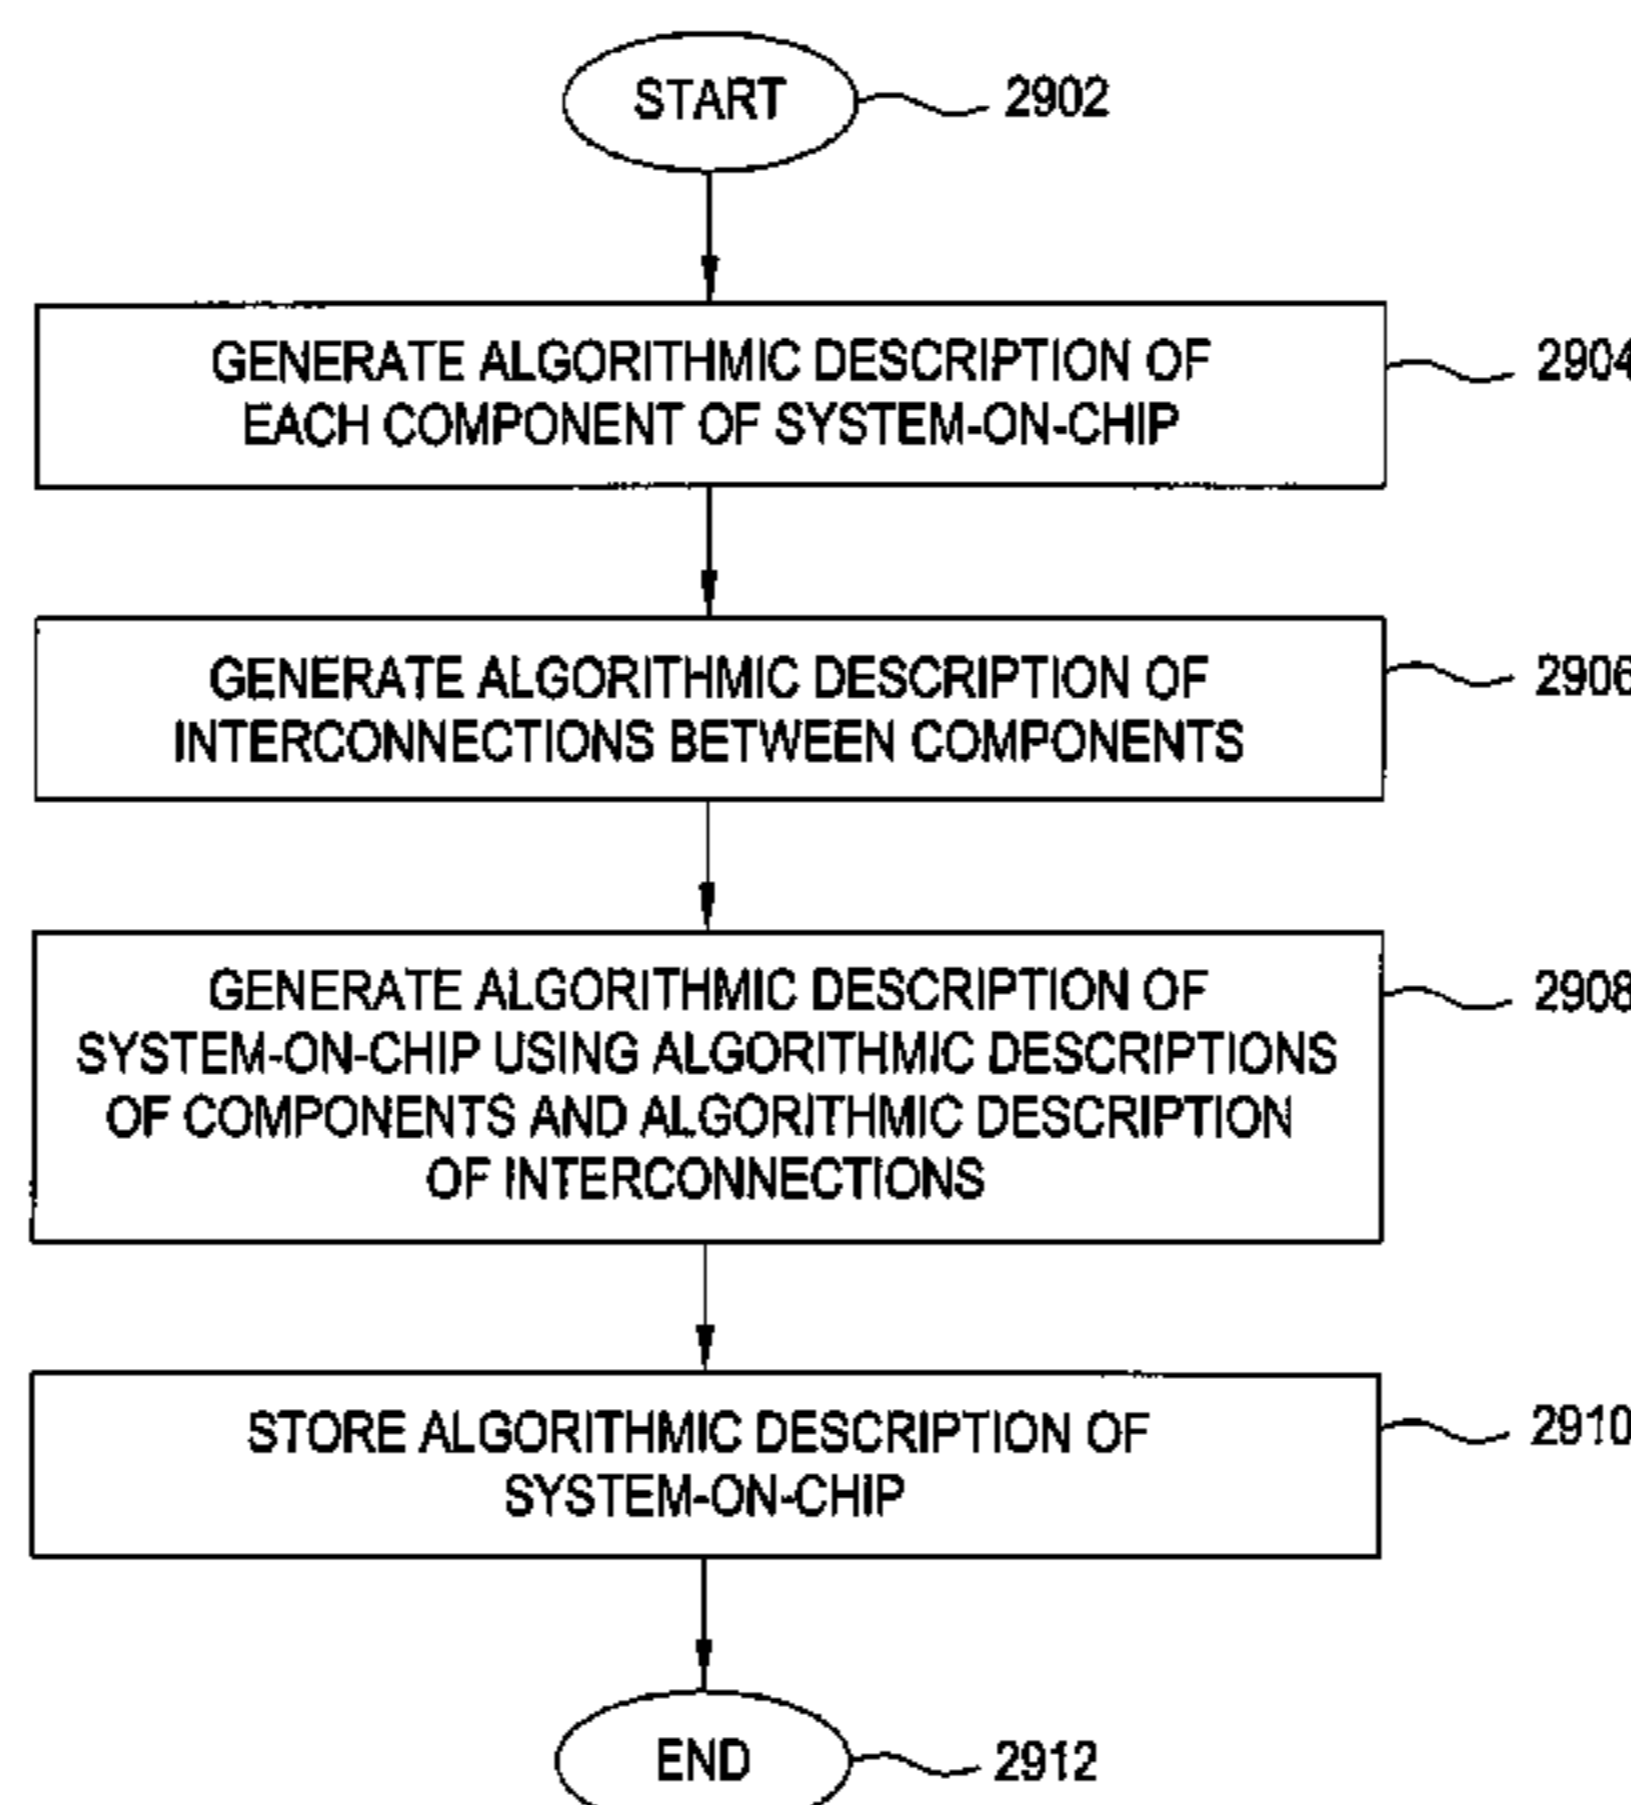 START
2902
GENERATE ALGORITHMIC DESCRIPTION OF
EACH COMPONENT OF SYSTEM-ON-CHIP
2904
GENERATE ALGORITHMIC DESCRIPTION OF
INTERCONNECTIONS BETWEEN COMPONENTS
2906
GENERATE ALGORITHMIC DESCRIPTION OF
SYSTEM-ON-CHIP USING ALGORITHMIC DESCRIPTIONS
OF COMPONENTS AND ALGORITHMIC DESCRIPTION
OF INTERCONNECTIONS
2908
STORE ALGORITHMIC DESCRIPTION OF
SYSTEM-ON-CHIP
2910
END
2912